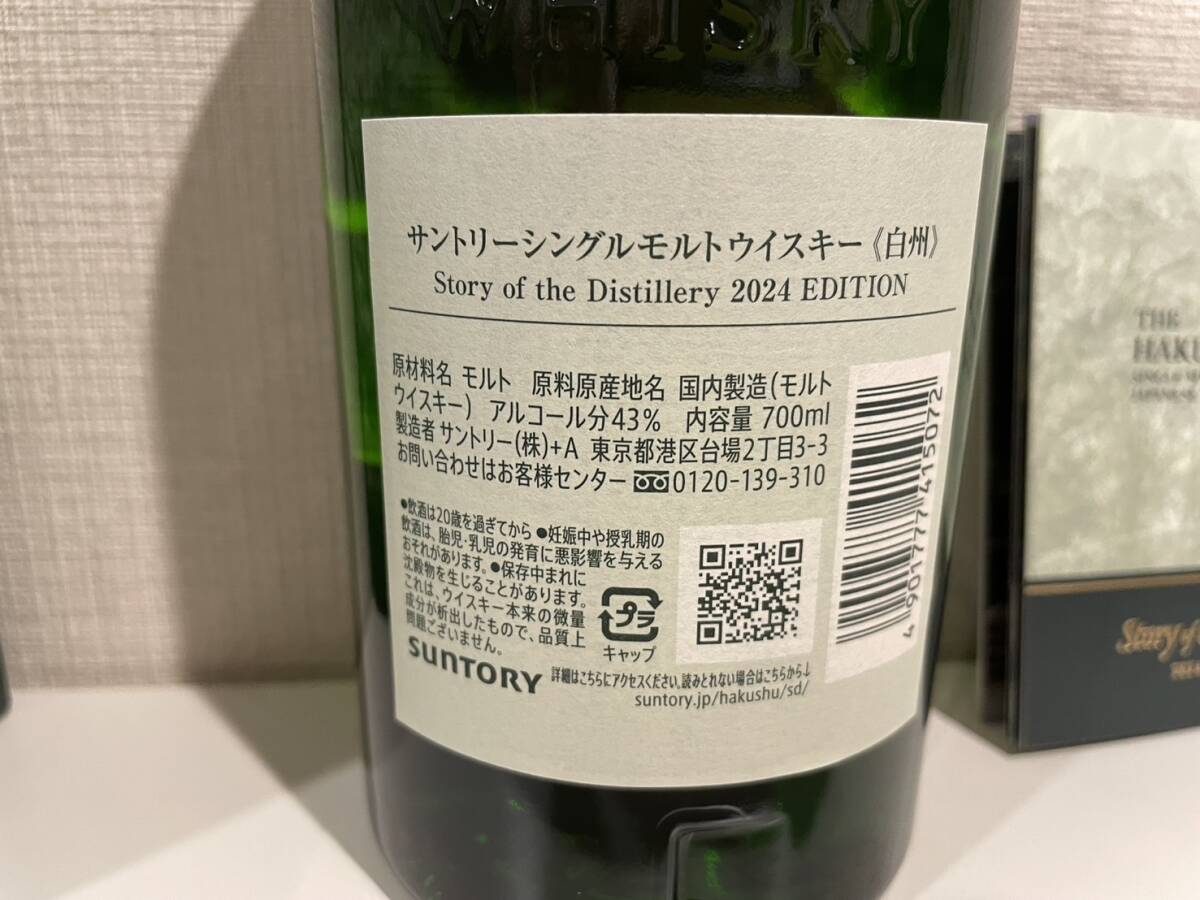 WHISKY
サントリーシングルモルトウイスキー《白州》
Story of the Distillery 2024 EDITION
原材料名 モルト 原料原産地名 国内製造(モルト
ウイスキー) アルコール分43% 内容量 700ml
製造者 サントリー(株)+A 東京都港区台場2丁目3-3
お問い合わせはお客様センター 0120-139-310
●飲酒は20歳を過ぎてから ●妊娠中や授乳期の
飲酒は、胎児・乳児の発育に悪影響を与える
おそれがあります。●保存中まれに
沈殿物を生じることがあります。
これは、ウイスキー本来の微量
成分が析出したもので、品質上
問題ございません。
プラ
キャップ
SUNTORY
詳細はこちらにアクセスください。読みとれない場合はこちらから↓
suntory.jp/hakushu/sd/
4 901777 415072
THE
Story of